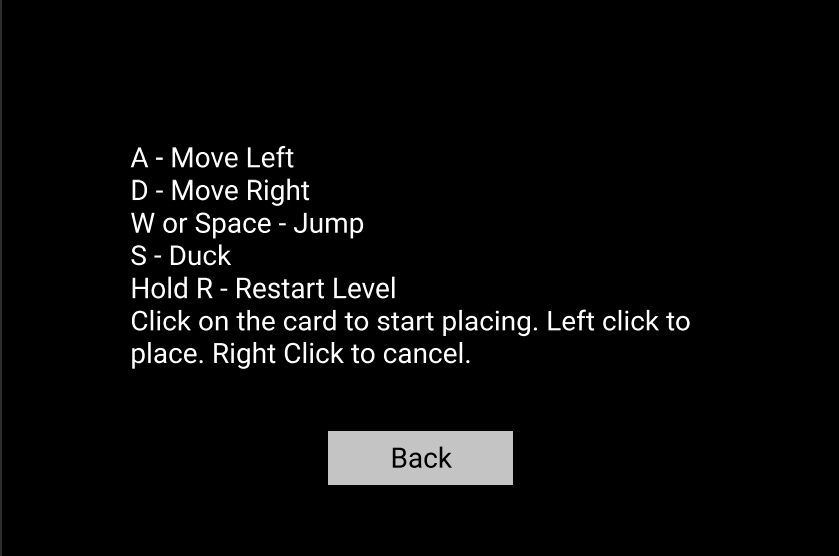 A - Move Left
D - Move Right
W or Space - Jump
S - Duck
Hold R - Restart Level
Click on the card to start placing. Left click to
place. Right Click to cancel.
Back